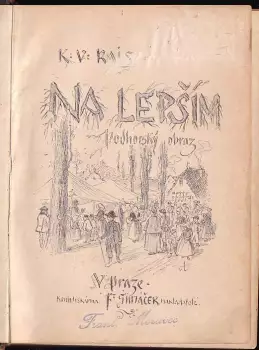 K. V. RAIS
NA LEPŠÍM
Podhorský obraz
V Praze.
F. ŠIMÁČEK